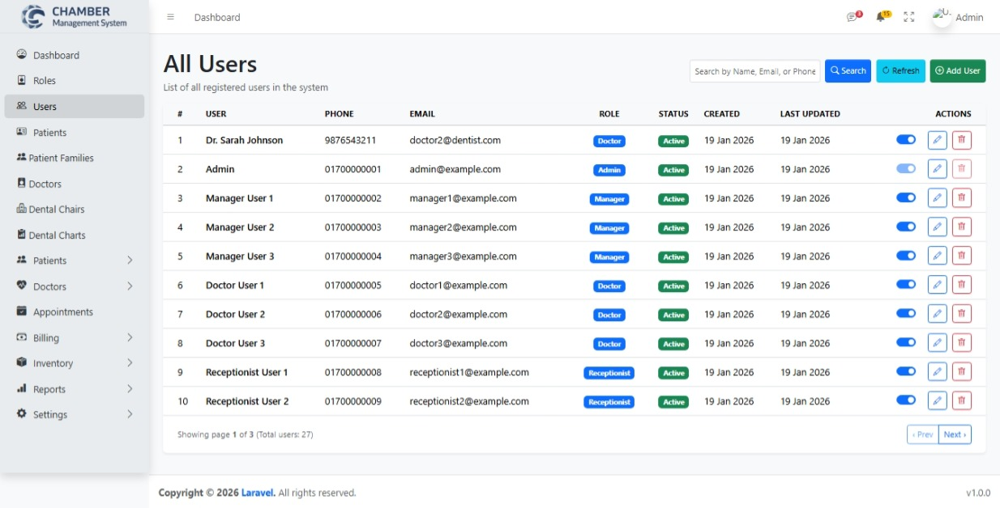 CHAMBER
Management System
Dashboard
3
15
U.
Admin
Dashboard
Roles
Users
Patients
Patient Families
Doctors
Dental Chairs
Dental Charts
Patients
Doctors
Appointments
Billing
Inventory
Reports
Settings
All Users
List of all registered users in the system
Search by Name, Email, or Phone
Search
Refresh
Add User
# USER PHONE EMAIL ROLE STATUS CREATED LAST UPDATED ACTIONS
1 Dr. Sarah Johnson 9876543211 doctor2@dentist.com Doctor Active 19 Jan 2026 19 Jan 2026
2 Admin 01700000001 admin@example.com Admin Active 19 Jan 2026 19 Jan 2026
3 Manager User 1 01700000002 manager1@example.com Manager Active 19 Jan 2026 19 Jan 2026
4 Manager User 2 01700000003 manager2@example.com Manager Active 19 Jan 2026 19 Jan 2026
5 Manager User 3 01700000004 manager3@example.com Manager Active 19 Jan 2026 19 Jan 2026
6 Doctor User 1 01700000005 doctor1@example.com Doctor Active 19 Jan 2026 19 Jan 2026
7 Doctor User 2 01700000006 doctor2@example.com Doctor Active 19 Jan 2026 19 Jan 2026
8 Doctor User 3 01700000007 doctor3@example.com Doctor Active 19 Jan 2026 19 Jan 2026
9 Receptionist User 1 01700000008 receptionist1@example.com Receptionist Active 19 Jan 2026 19 Jan 2026
10 Receptionist User 2 01700000009 receptionist2@example.com Receptionist Active 19 Jan 2026 19 Jan 2026
Showing page 1 of 3 (Total users: 27)
‹ Prev Next ›
Copyright © 2026 Laravel. All rights reserved.
v1.0.0